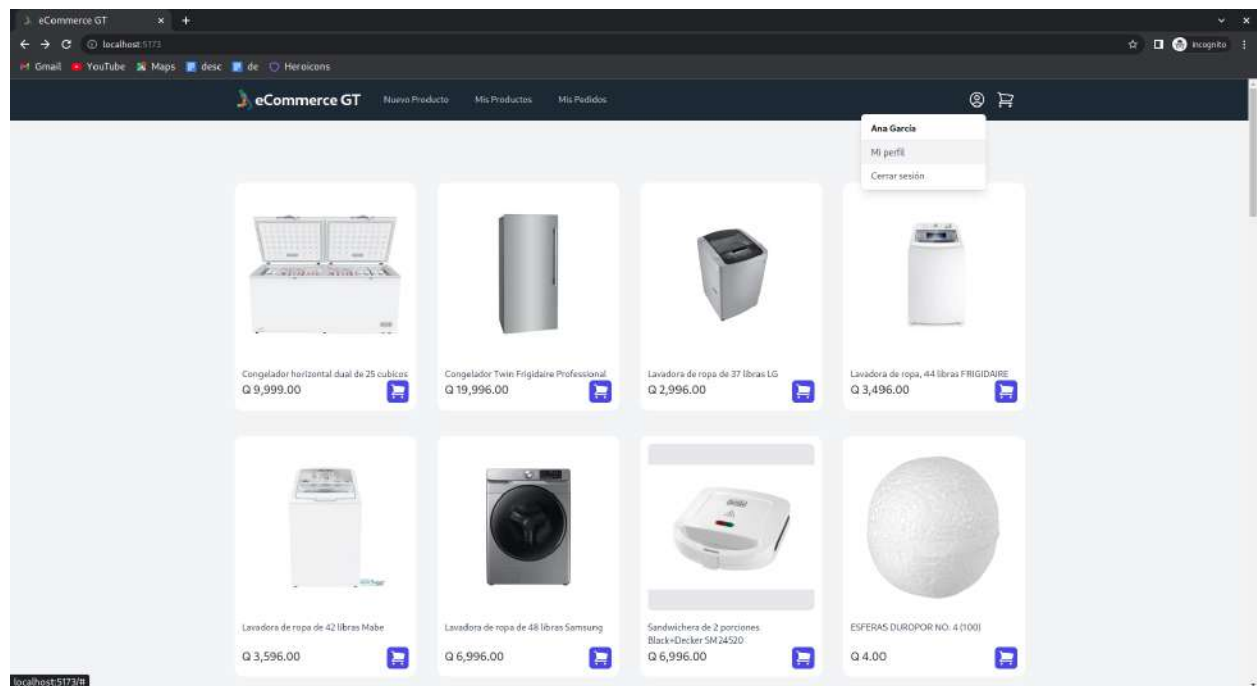 eCommerce GT
localhost:5173
Incognito
Gmail YouTube Maps desc de Heroicons
eCommerce GT Nuevo Producto Mis Productos Mis Pedidos
Ana García
Mi perfil
Cerrar sesión
Congelador horizontal dual de 25 cubicos
Q 9,999.00
Congelador Twin Frigidaire Professional
Q 19,996.00
Lavadora de ropa de 37 libras LG
Q 2,996.00
Lavadora de ropa, 44 libras FRIGIDAIRE
Q 3,496.00
Lavadora de ropa de 42 libras Mabe
Q 3,596.00
Lavadora de ropa de 48 libras Samsung
Q 6,996.00
Sandwichera de 2 porciones
Black+Decker SM24520
Q 6,996.00
ESFERAS DUROPOR NO. 4 (100)
Q 4.00
localhost:5173/#